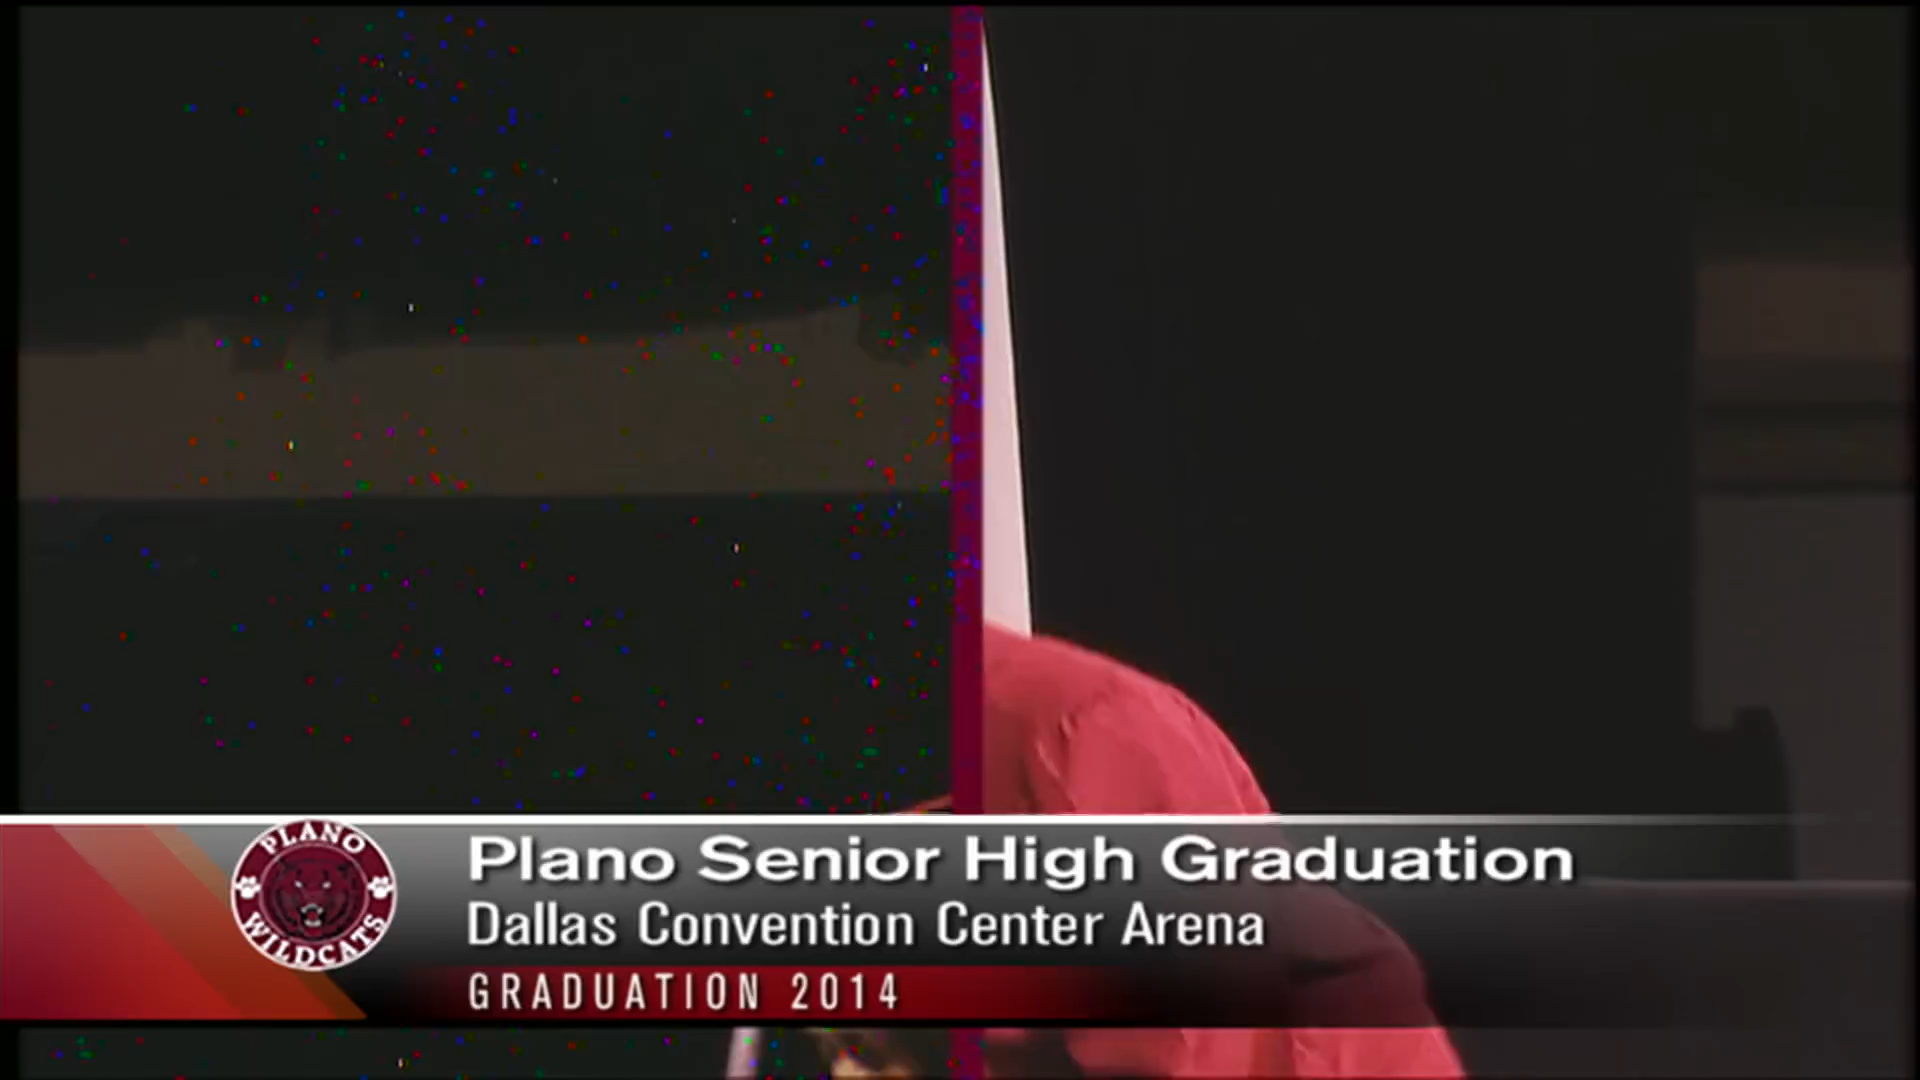 PLANO
WILDCATS
Plano Senior High Graduation
Dallas Convention Center Arena
GRADUATION 2014